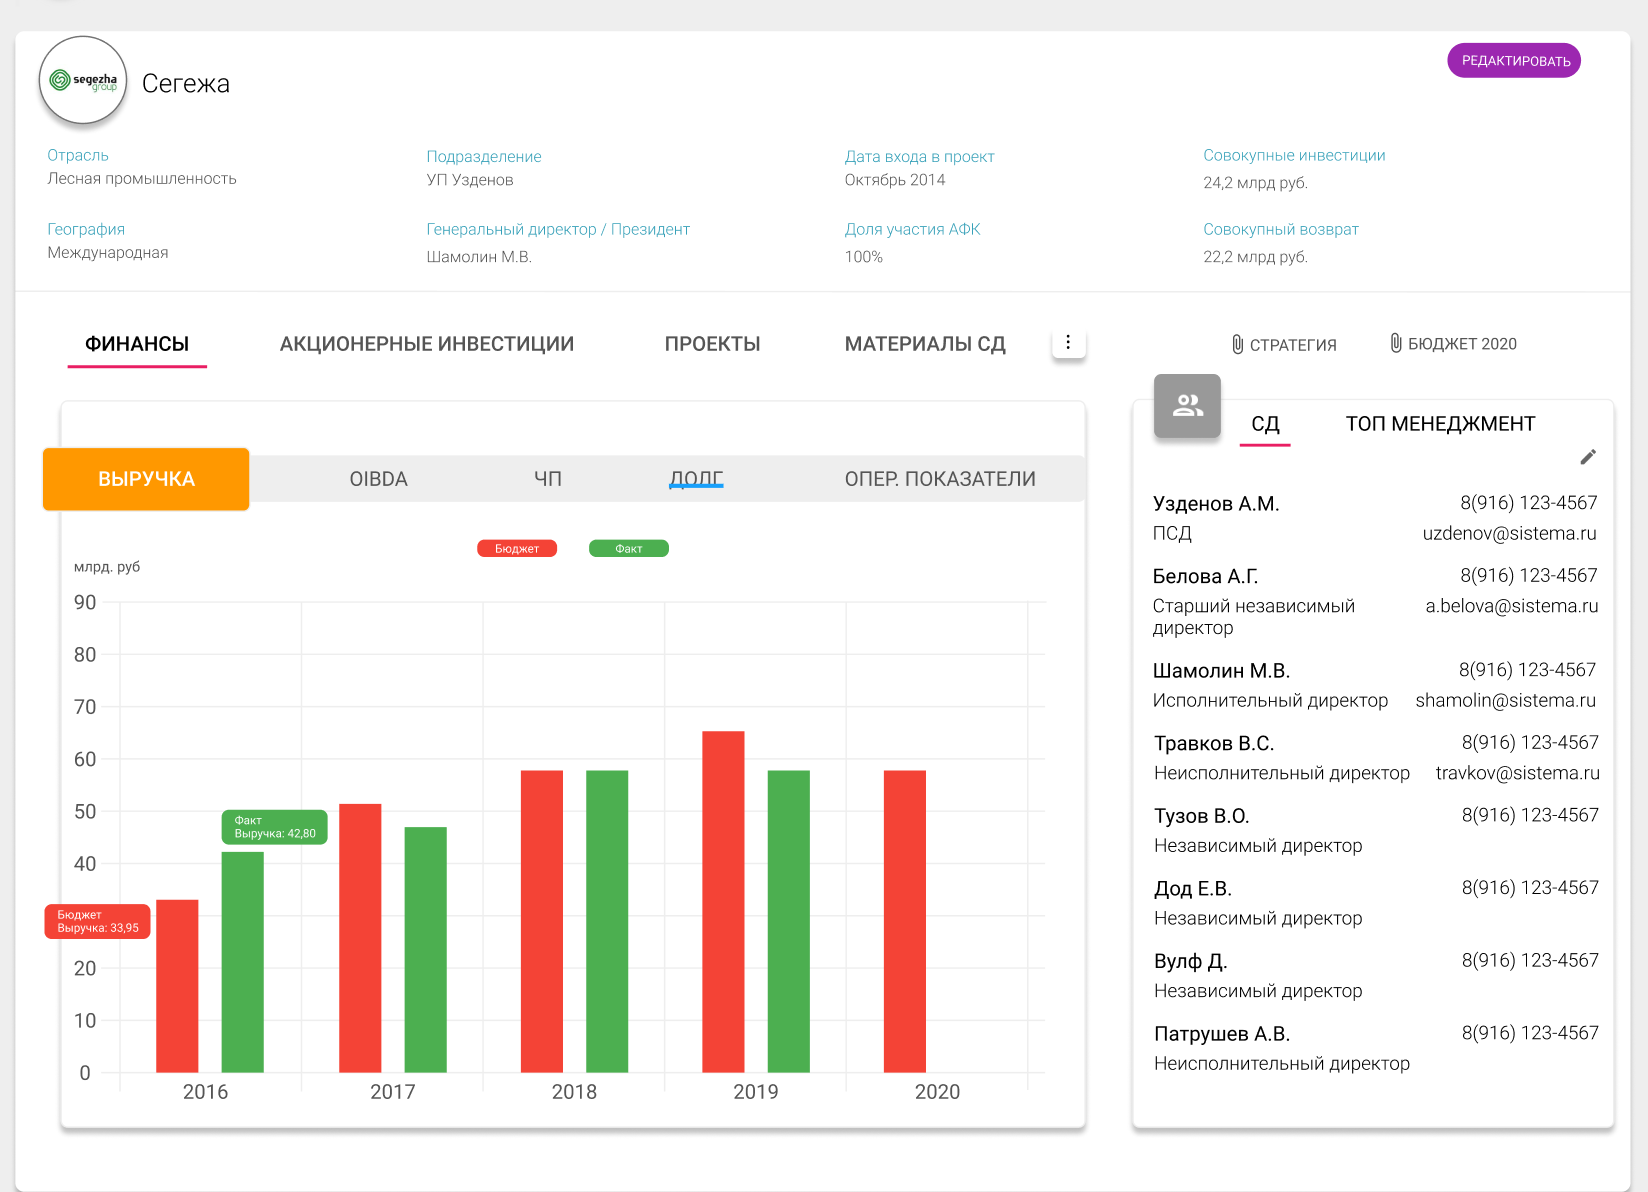 segezha
group
Сегежа
РЕДАКТИРОВАТЬ
Отрасль
Лесная промышленность
Подразделение
УП Узденов
Дата входа в проект
Октябрь 2014
Совокупные инвестиции
24,2 млрд руб.
География
Международная
Генеральный директор / Президент
Шамолин М.В.
Доля участия АФК
100%
Совокупный возврат
22,2 млрд руб.
ФИНАНСЫ
АКЦИОНЕРНЫЕ ИНВЕСТИЦИИ
ПРОЕКТЫ
МАТЕРИАЛЫ СД
СТРАТЕГИЯ
БЮДЖЕТ 2020
ВЫРУЧКА
OIBDA
ЧП
ДОЛГ
ОПЕР. ПОКАЗАТЕЛИ
Бюджет
Факт
млрд. руб
90
80
70
60
50
40
20
10
0
Факт
Выручка: 42,80
Бюджет
Выручка: 33,95
2016
2017
2018
2019
2020
СД
ТОП МЕНЕДЖМЕНТ
Узденов А.М.
8(916) 123-4567
ПСД
uzdenov@sistema.ru
Белова А.Г.
8(916) 123-4567
Старший независимый
директор
a.belova@sistema.ru
Шамолин М.В.
8(916) 123-4567
Исполнительный директор
shamolin@sistema.ru
Травков В.С.
8(916) 123-4567
Неисполнительный директор
travkov@sistema.ru
Тузов В.О.
8(916) 123-4567
Независимый директор
Дод Е.В.
8(916) 123-4567
Независимый директор
Вулф Д.
8(916) 123-4567
Независимый директор
Патрушев А.В.
8(916) 123-4567
Неисполнительный директор